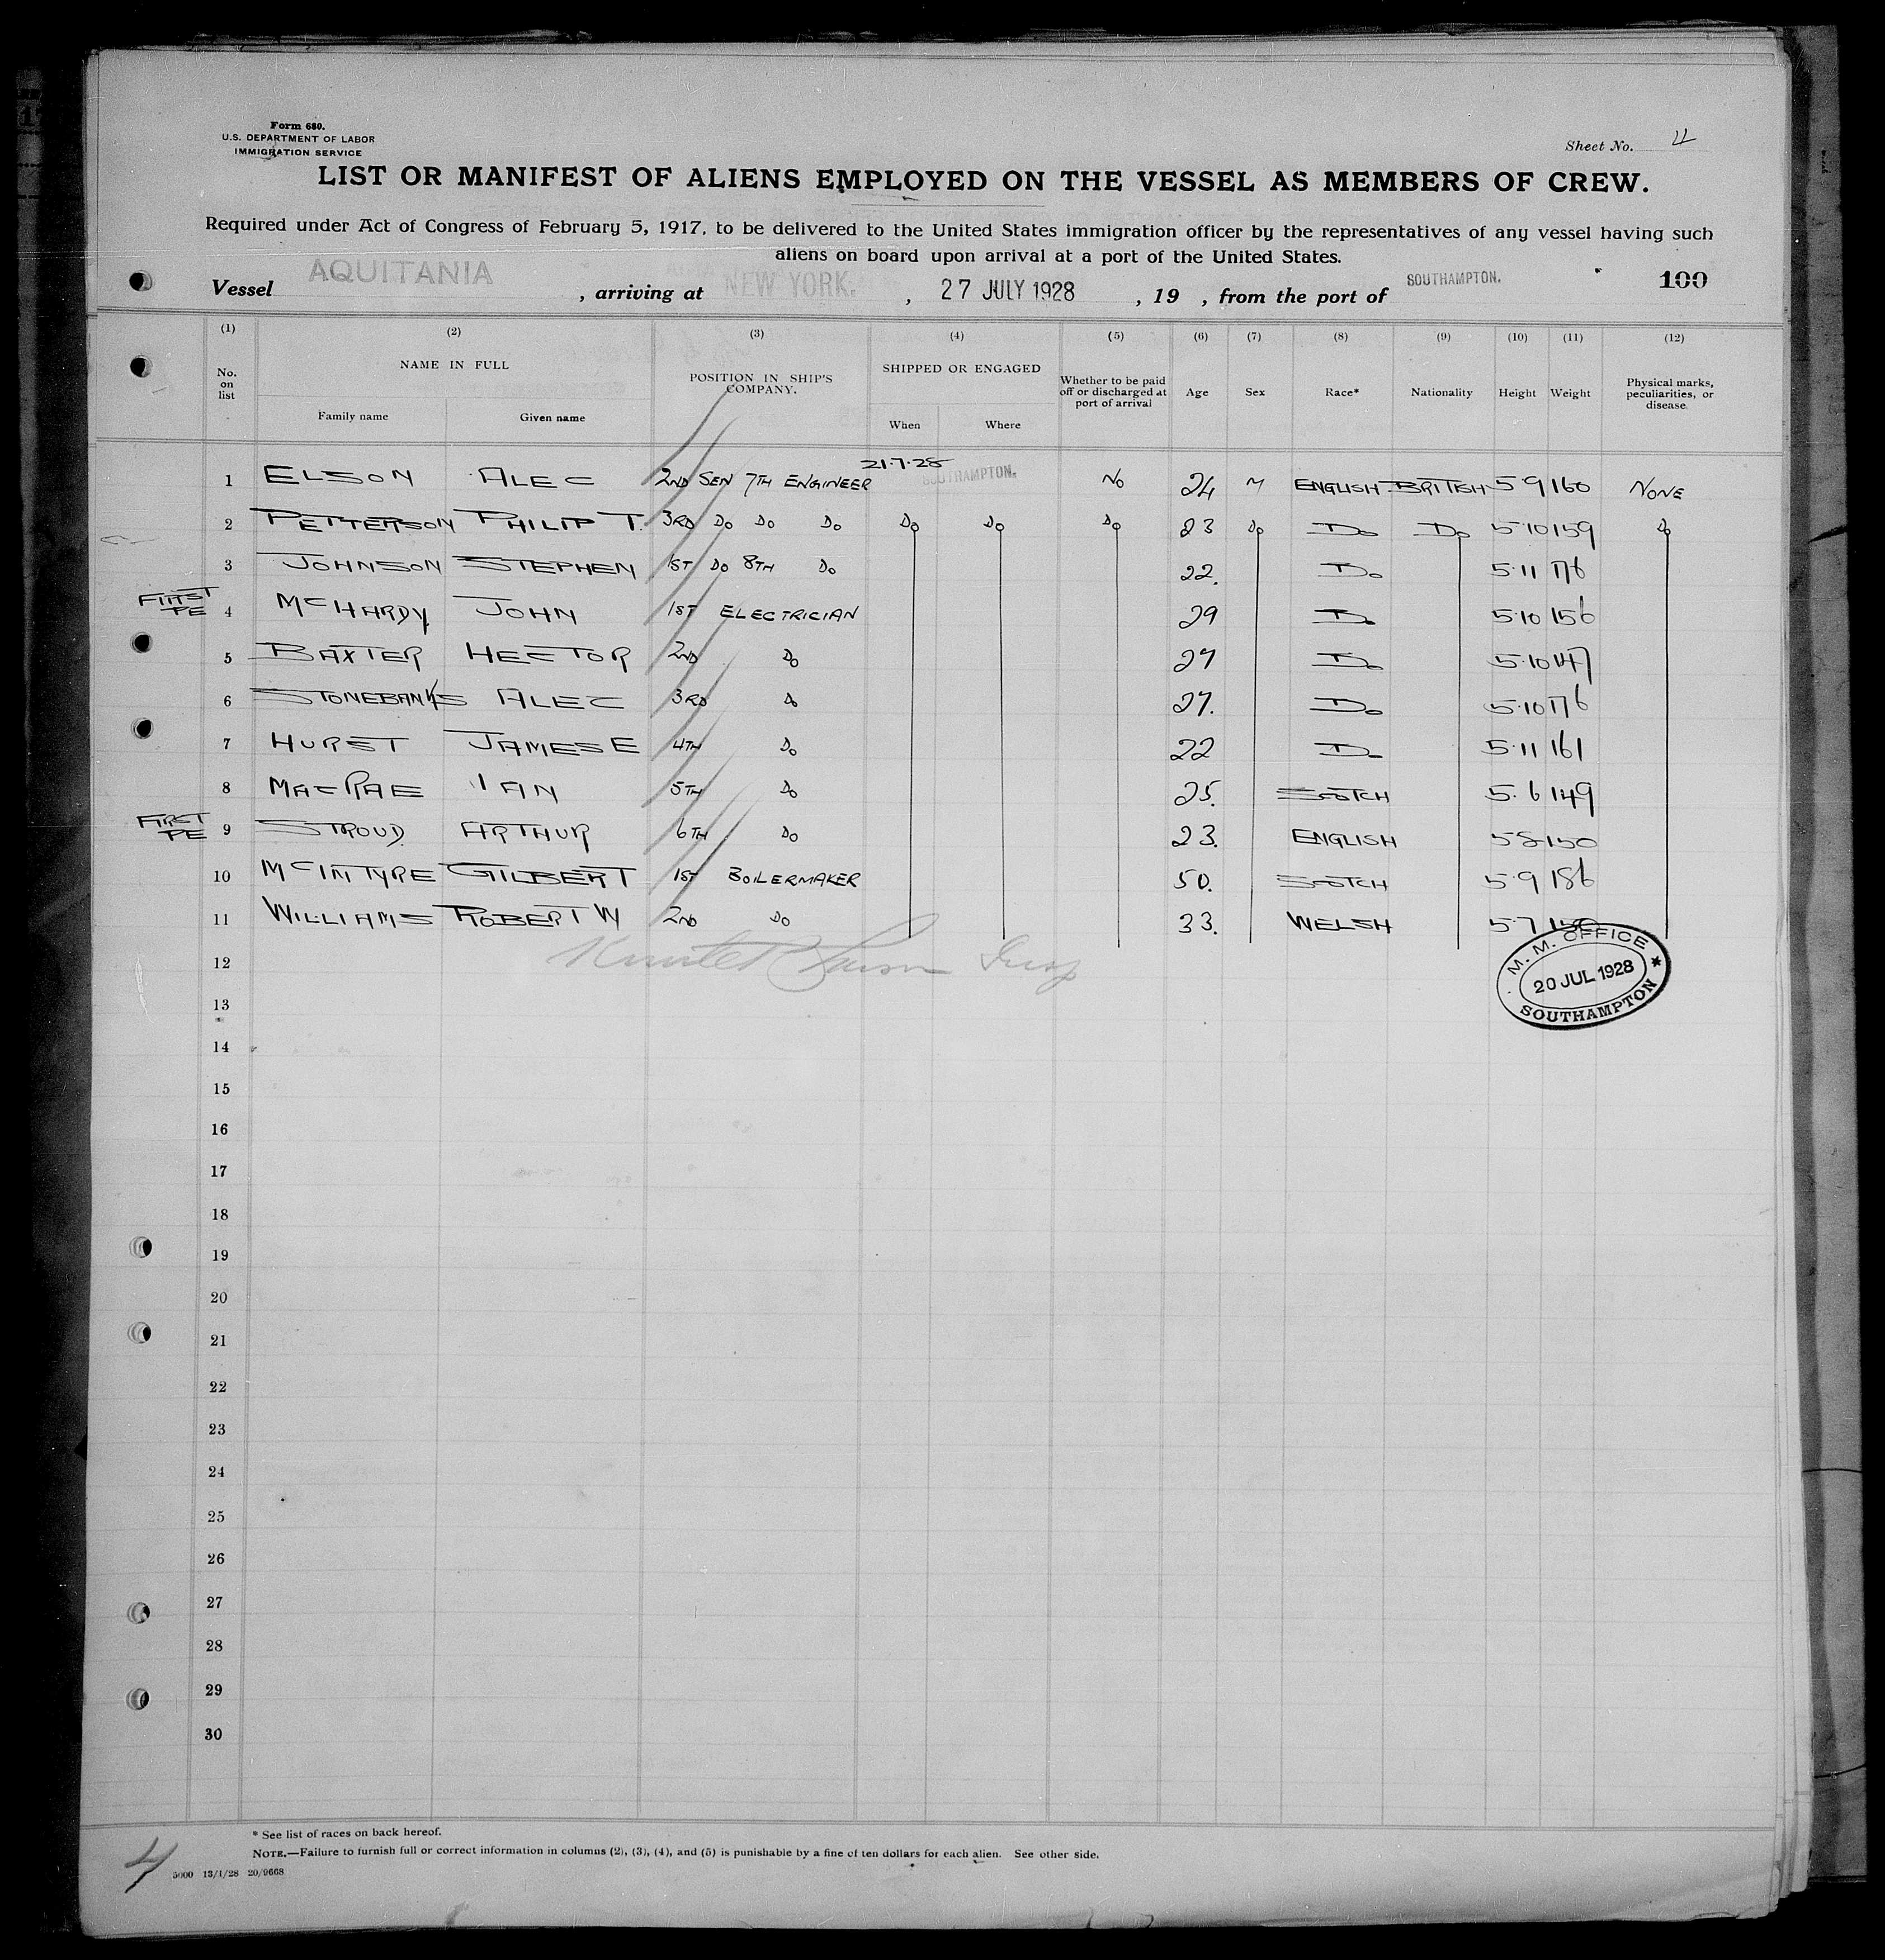 Form 680.
U.S. DEPARTMENT OF LABOR
IMMIGRATION SERVICE
Sheet No. 4
LIST OR MANIFEST OF ALIENS EMPLOYED ON THE VESSEL AS MEMBERS OF CREW.
Required under Act of Congress of February 5, 1917, to be delivered to the United States immigration officer by the representatives of any vessel having such
aliens on board upon arrival at a port of the United States.
Vessel AQUITANIA , arriving at NEW YORK. , 27 JULY 1928 , 19 , from the port of SOUTHAMPTON. 100
(1) (2) (3) (4) (5) (6) (7) (8) (9) (10) (11) (12)
No. on list NAME IN FULL POSITION IN SHIP'S COMPANY. SHIPPED OR ENGAGED Whether to be paid off or discharged at port of arrival Age Sex Race* Nationality Height Weight Physical marks, peculiarities, or disease.
Family name Given name When Where
1 ELSON ALEC 2ND SEN 7TH ENGINEER 21.7.28 SOUTHAMPTON. NO 24 M ENGLISH BRITISH 5.9 160 NONE
2 PETTERSON PHILIP T. 3RD DO DO DO DO DO DO 23 DO DO DO 5.10 159 DO
3 JOHNSON STEPHEN 1ST DO 8TH DO 22. DO 5.11 176
FIRST PE 4 McHARDY JOHN 1ST ELECTRICIAN 29 DO 5.10 156
5 BAXTER HECTOR 2ND DO 27 DO 5.10 147
6 STONEBANKS ALEC 3RD DO 27. DO 5.10 176
7 HURST JAMES E 4TH DO 22 DO 5.11 161
8 MACRAE IAN 5TH DO 25. SCOTCH 5.6 149
FIRST PE 9 STROUD ARTHUR 6TH DO 23. ENGLISH 5.8 150
10 McINTYRE GILBERT 1ST BOILERMAKER 50. SCOTCH 5.9 186
11 WILLIAMS ROBERT W 2ND DO 33. WELSH 5.7 150
M. M. OFFICE
20 JUL 1928
SOUTHAMPTON
12
13
14
15
16
17
18
19
20
21
22
23
24
25
26
27
28
29
30
* See list of races on back hereof.
NOTE.—Failure to furnish full or correct information in columns (2), (3), (4), and (5) is punishable by a fine of ten dollars for each alien. See other side.
4 5000 13/1/28 20/9668